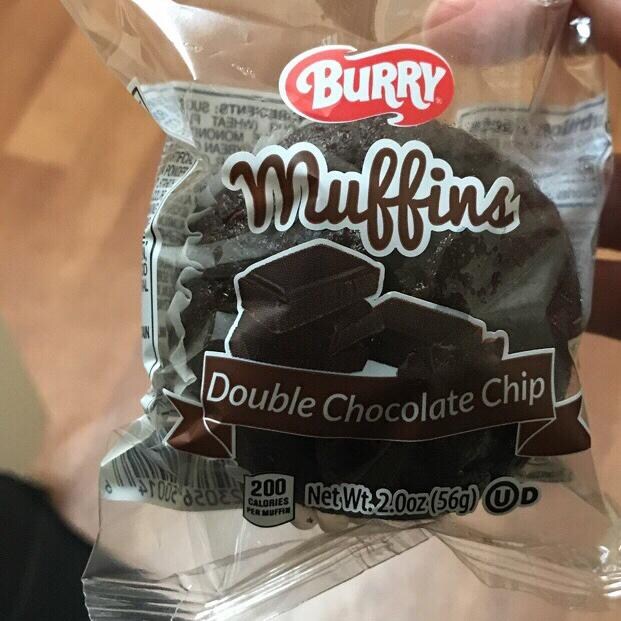 BURRY
Muffins
Double Chocolate Chip
200
CALORIES
PER MUFFIN
Net Wt. 2.0oz (56g) U D